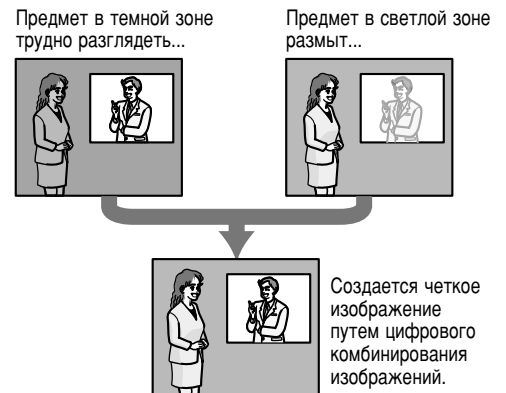 Предмет в темной зоне
трудно разглядеть...
Предмет в светлой зоне
размыт...
Создается четкое
изображение
путем цифрового
комбинирования
изображений.